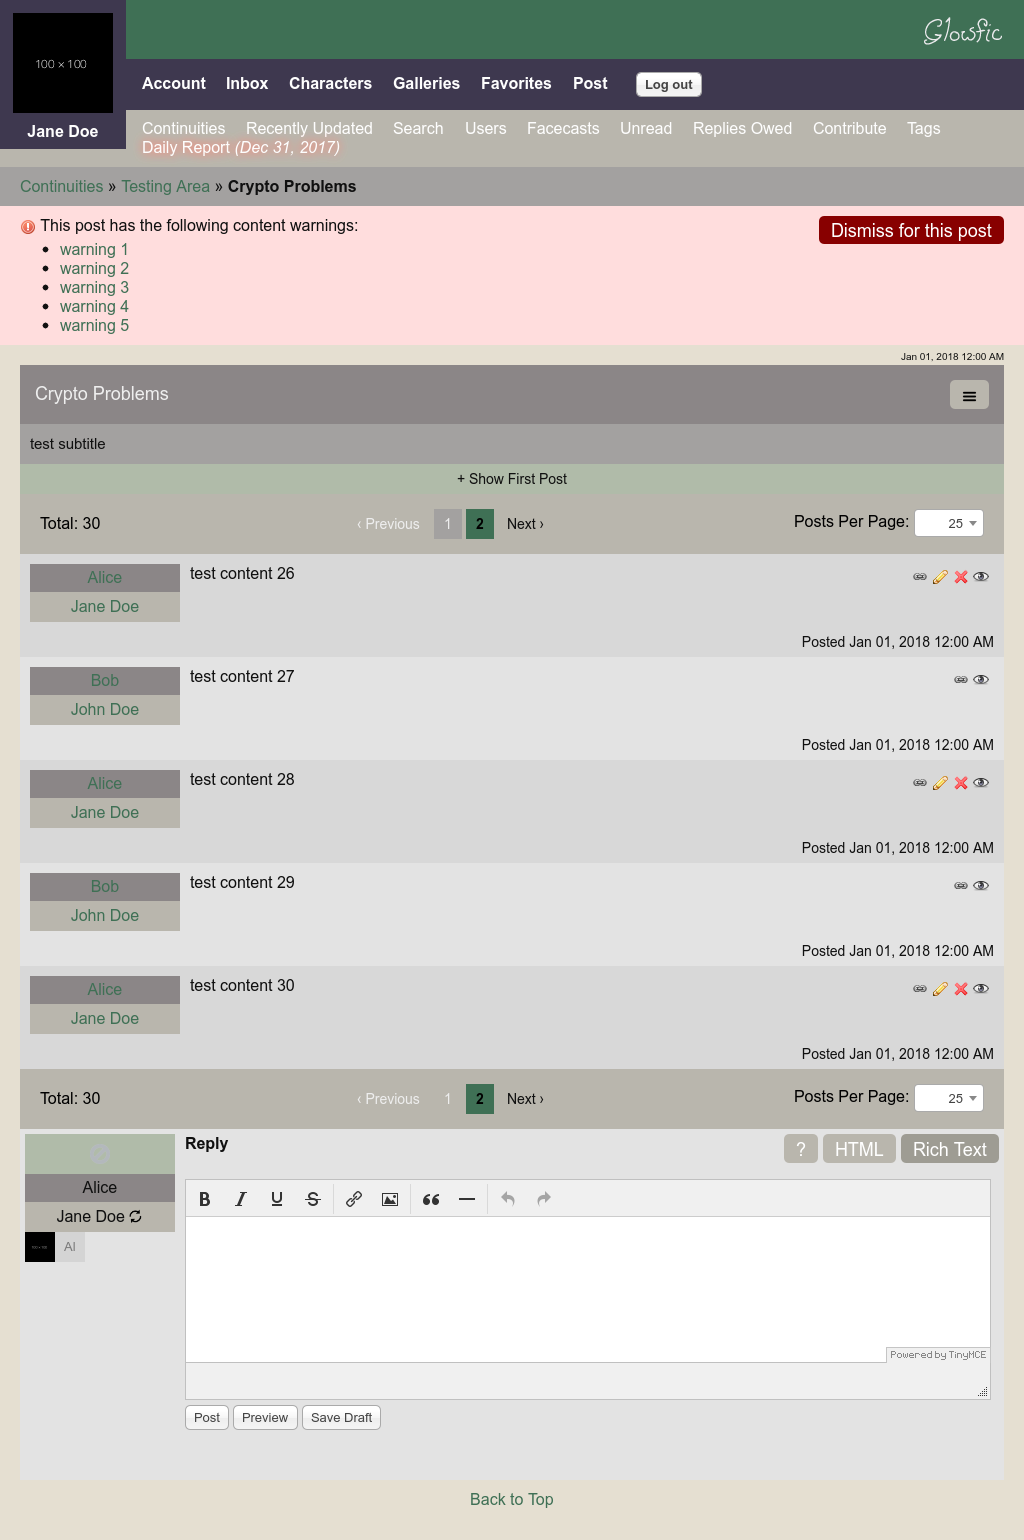 Glowfic
100 × 100
Account Inbox Characters Galleries Favorites Post Log out
Jane Doe
Continuities Recently Updated Search Users Facecasts Unread Replies Owed Contribute Tags
Daily Report (Dec 31, 2017)
Continuities » Testing Area » Crypto Problems
This post has the following content warnings:
Dismiss for this post
• warning 1
• warning 2
• warning 3
• warning 4
• warning 5
Jan 01, 2018 12:00 AM
Crypto Problems
test subtitle
+ Show First Post
Total: 30 ‹ Previous 1 2 Next › Posts Per Page: 25
Alice
Jane Doe
test content 26
Posted Jan 01, 2018 12:00 AM
Bob
John Doe
test content 27
Posted Jan 01, 2018 12:00 AM
Alice
Jane Doe
test content 28
Posted Jan 01, 2018 12:00 AM
Bob
John Doe
test content 29
Posted Jan 01, 2018 12:00 AM
Alice
Jane Doe
test content 30
Posted Jan 01, 2018 12:00 AM
Total: 30 ‹ Previous 1 2 Next › Posts Per Page: 25
Reply ? HTML Rich Text
Alice
Jane Doe
Al
B I U S
Powered by TinyMCE
Post Preview Save Draft
Back to Top